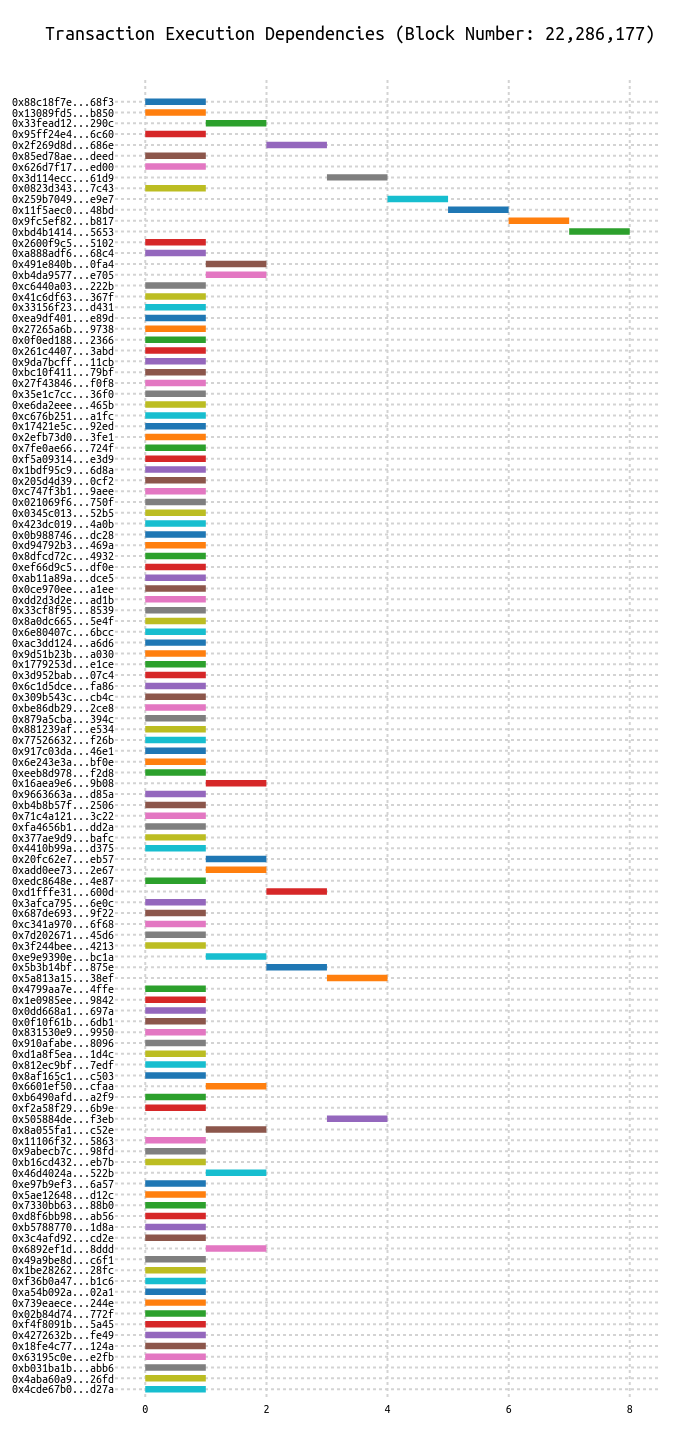 Transaction Execution Dependencies (Block Number: 22,286,177)
0x88c18f7e...68f3
0x13089fd5...b850
0x33fead12...290c
0x95ff24e4...6c60
0x2f269d8d...686e
0x85ed78ae...deed
0x626d7f17...ed00
0x3d114ecc...61d9
0x0823d343...7c43
0x259b7049...e9e7
0x11f5aec0...48bd
0x9fc5ef82...b817
0xbd4b1414...5653
0x2600f9c5...5102
0xa888adf6...68c4
0x491e840b...0fa4
0xb4da9577...e705
0xc6440a03...222b
0x41c6df63...367f
0x33156f23...d431
0xea9df401...e89d
0x27265a6b...9738
0x0f0ed188...2366
0x261c4407...3abd
0x9da7bcff...11cb
0xbc10f411...79bf
0x27f43846...f0f8
0x35e1c7cc...36f0
0xe6da2eee...465b
0xc676b251...a1fc
0x17421e5c...92ed
0x2efb73d0...3fe1
0x7fe0ae66...724f
0xf5a09314...e3d9
0x1bdf95c9...6d8a
0x205d4d39...0cf2
0xc747f3b1...9aee
0x021069f6...750f
0x0345c013...52b5
0x423dc019...4a0b
0x0b988746...dc28
0xd94792b3...469a
0x8dfcd72c...4932
0xef66d9c5...df0e
0xab11a89a...dce5
0x0ce970ee...a1ee
0xdd2d3d2e...ad1b
0x33cf8f95...8539
0x8a0dc665...5e4f
0x6e80407c...6bcc
0xac3dd124...a6d6
0x9d51b23b...a030
0x1779253d...e1ce
0x3d952bab...07c4
0x6c1d5dce...fa86
0x309b543c...cb4c
0xbe86db29...2ce8
0x879a5cba...394c
0x881239af...e534
0x77526632...f26b
0x917c03da...46e1
0x6e243e3a...bf0e
0xeeb8d978...f2d8
0x16aea9e6...9b08
0x9663663a...d85a
0xb4b8b57f...2506
0x71c4a121...3c22
0xfa4656b1...dd2a
0x377ae9d9...bafc
0x4410b99a...d375
0x20fc62e7...eb57
0xadd0ee73...2e67
0xedc8648e...4e87
0xd1fffe31...600d
0x3afca795...6e0c
0x687de693...9f22
0xc341a970...6f68
0x7d202671...45d6
0x3f244bee...4213
0xe9e9390e...bc1a
0x5b3b14bf...875e
0x5a813a15...38ef
0x4799aa7e...4ffe
0x1e0985ee...9842
0x0dd668a1...697a
0x0f10f61b...6db1
0x831530e9...9950
0x910afabe...8096
0xd1a8f5ea...1d4c
0x812ec9bf...7edf
0x8af165c1...c503
0x6601ef50...cfaa
0xb6490afd...a2f9
0xf2a58f29...6b9e
0x505884de...f3eb
0x8a055fa1...c52e
0x11106f32...5863
0x9abecb7c...98fd
0xb16cd432...eb7b
0x46d4024a...522b
0xe97b9ef3...6a57
0x5ae12648...d12c
0x7330bb63...88b0
0xd8f6bb98...ab56
0xb5788770...1d8a
0x3c4afd92...cd2e
0x6892ef1d...8ddd
0x49a9be8d...c6f1
0x1be28262...28fc
0xf36b0a47...b1c6
0xa54b092a...02a1
0x739eaece...244e
0x02b84d74...772f
0xf4f8091b...5a45
0x4272632b...fe49
0x18fe4c77...124a
0x63195c0e...e2fb
0xb031ba1b...abb6
0x4aba60a9...26fd
0x4cde67b0...d27a
0 2 4 6 8